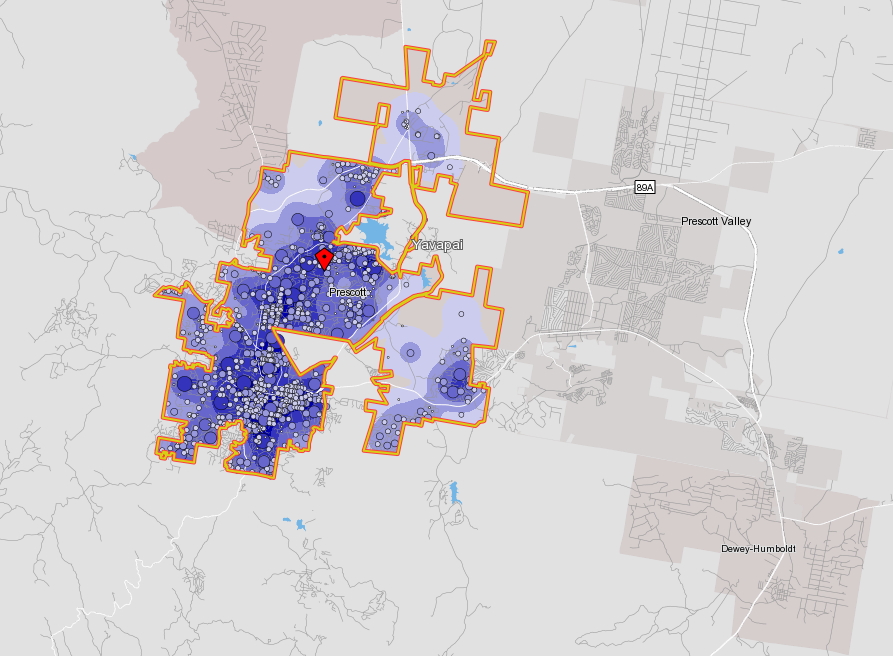 89A
Prescott Valley
Yavapai
Prescott
Dewey-Humboldt